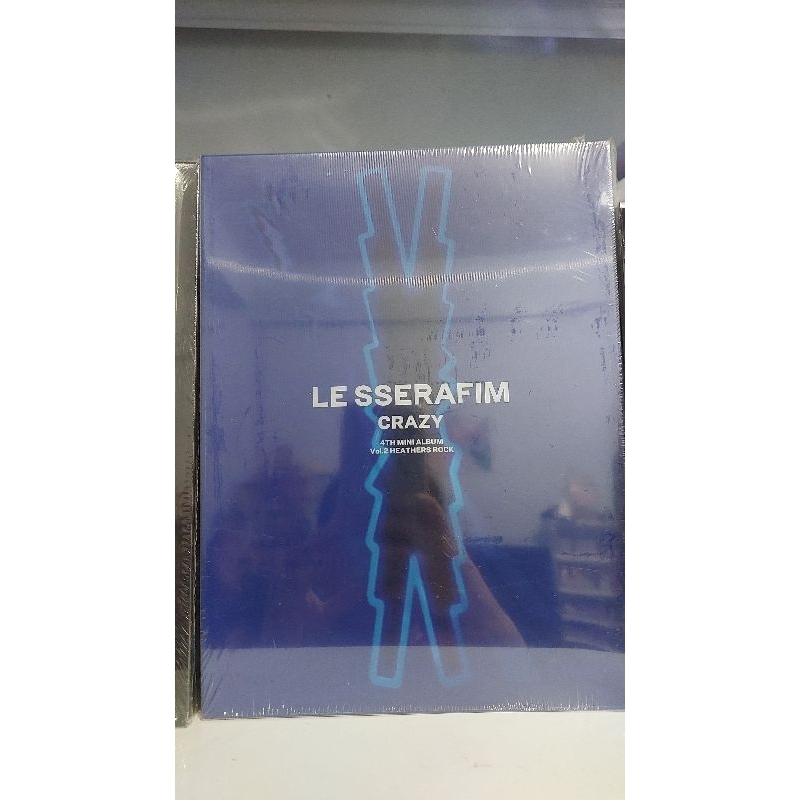 LE SSERAFIM
CRAZY
4TH MINI ALBUM
Vol.2 HEATHERS ROCK